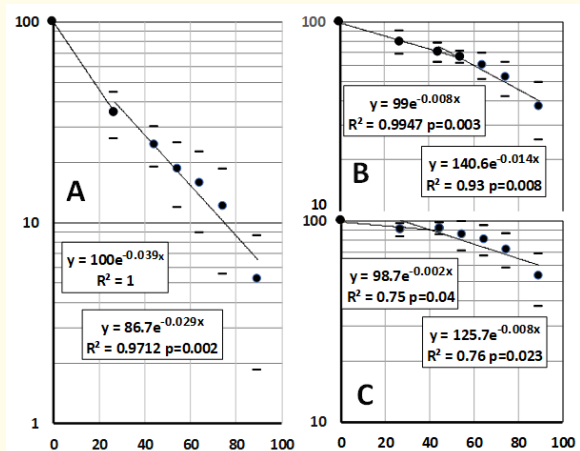 100
10
1
A
y = 100e^-0.039x
R² = 1
y = 86.7e^-0.029x
R² = 0.9712 p=0.002
0 20 40 60 80 100
100
10
B
y = 99e^-0.008x
R² = 0.9947 p=0.003
y = 140.6e^-0.014x
R² = 0.93 p=0.008
100
10
C
y = 98.7e^-0.002x
R² = 0.75 p=0.04
y = 125.7e^-0.008x
R² = 0.76 p=0.023
0 20 40 60 80 100